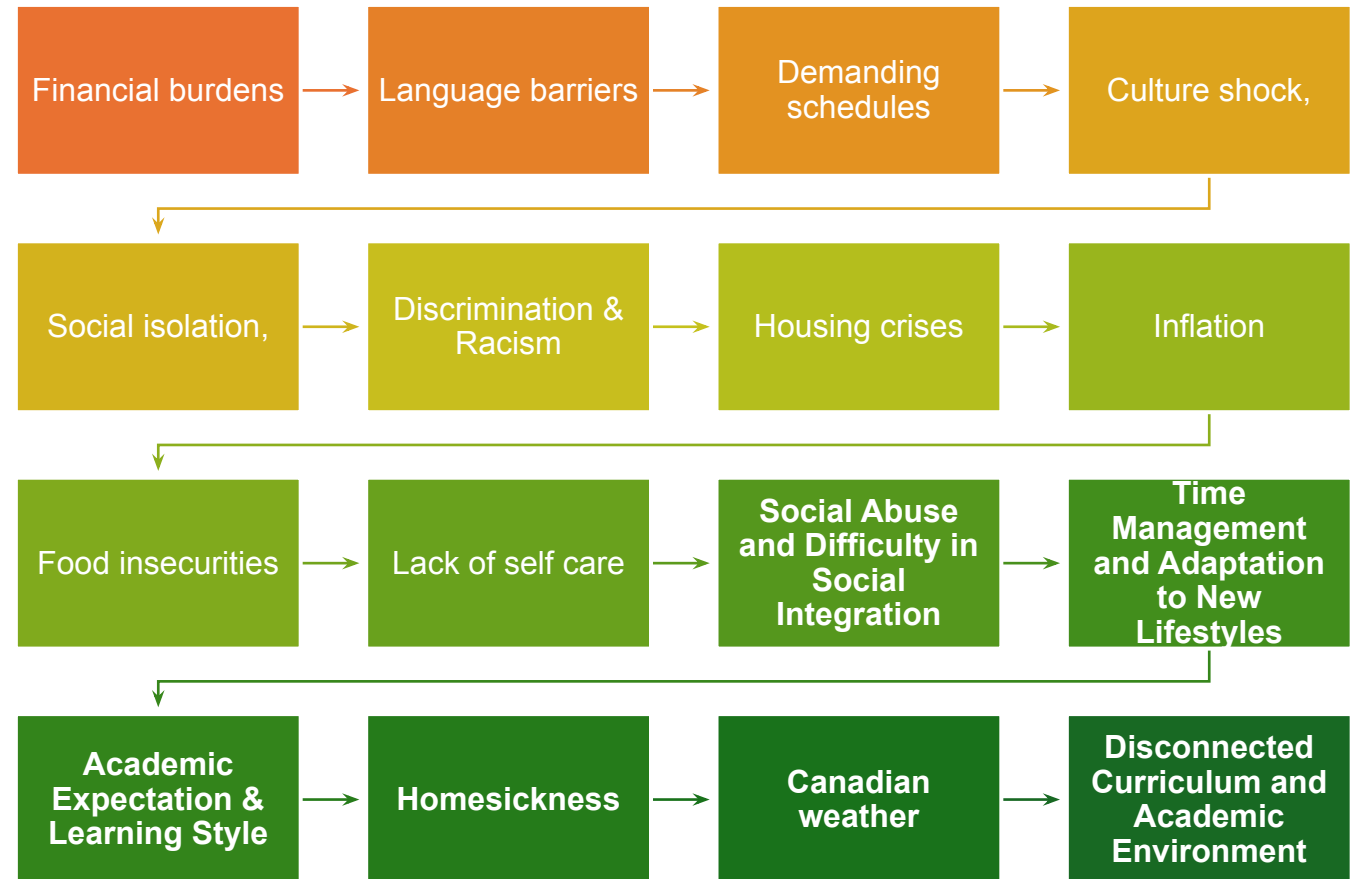 Financial burdens
Language barriers
Demanding
schedules
Culture shock,
Social isolation,
Discrimination &
Racism
Housing crises
Inflation
Food insecurities
Lack of self care
Social Abuse
and Difficulty in
Social
Integration
Time
Management
and Adaptation
to New
Lifestyles
Academic
Expectation &
Learning Style
Homesickness
Canadian
weather
Disconnected
Curriculum and
Academic
Environment